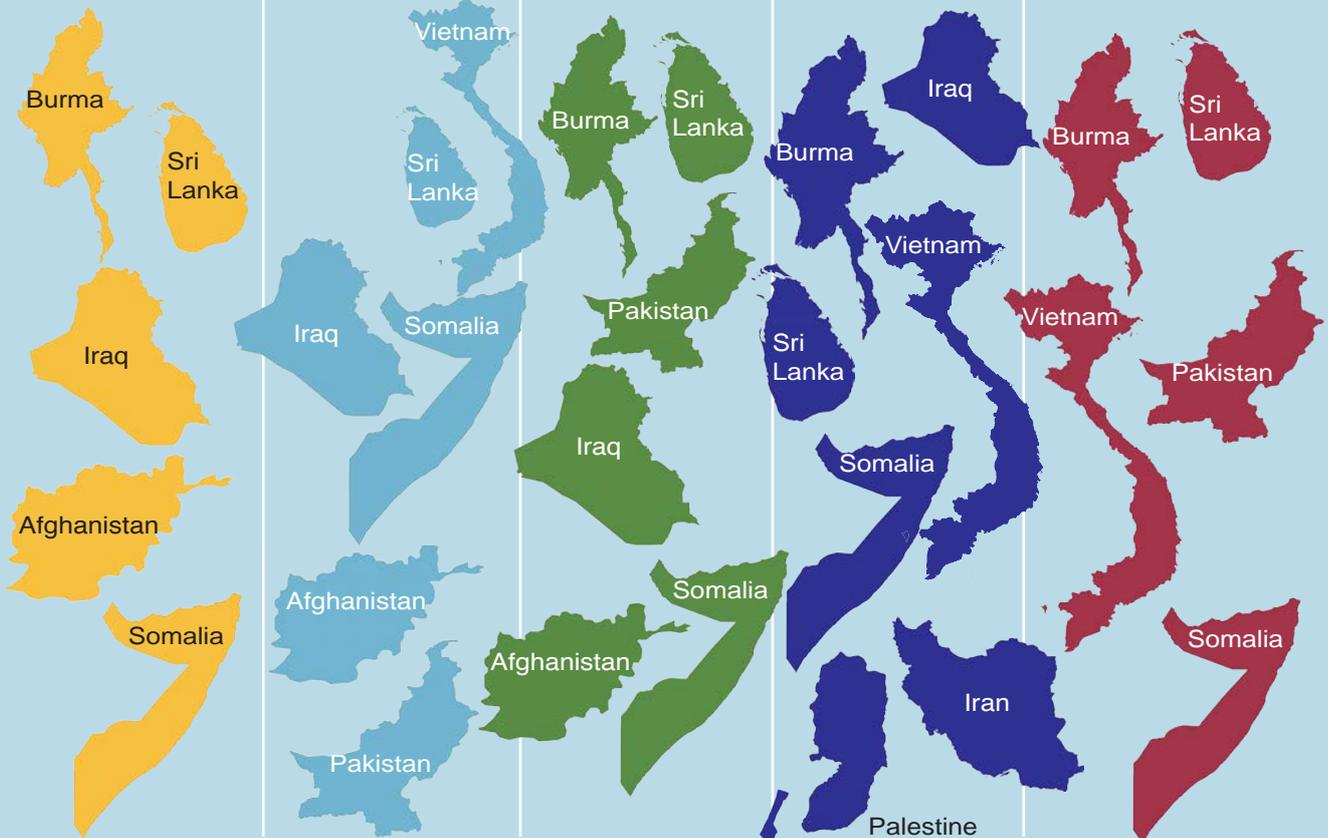 Burma
Sri
Lanka
Iraq
Afghanistan
Somalia
Vietnam
Sri
Lanka
Iraq
Somalia
Afghanistan
Pakistan
Burma
Sri
Lanka
Pakistan
Iraq
Somalia
Afghanistan
Iraq
Burma
Vietnam
Sri
Lanka
Somalia
Iran
Palestine
Sri
Lanka
Burma
Vietnam
Pakistan
Somalia